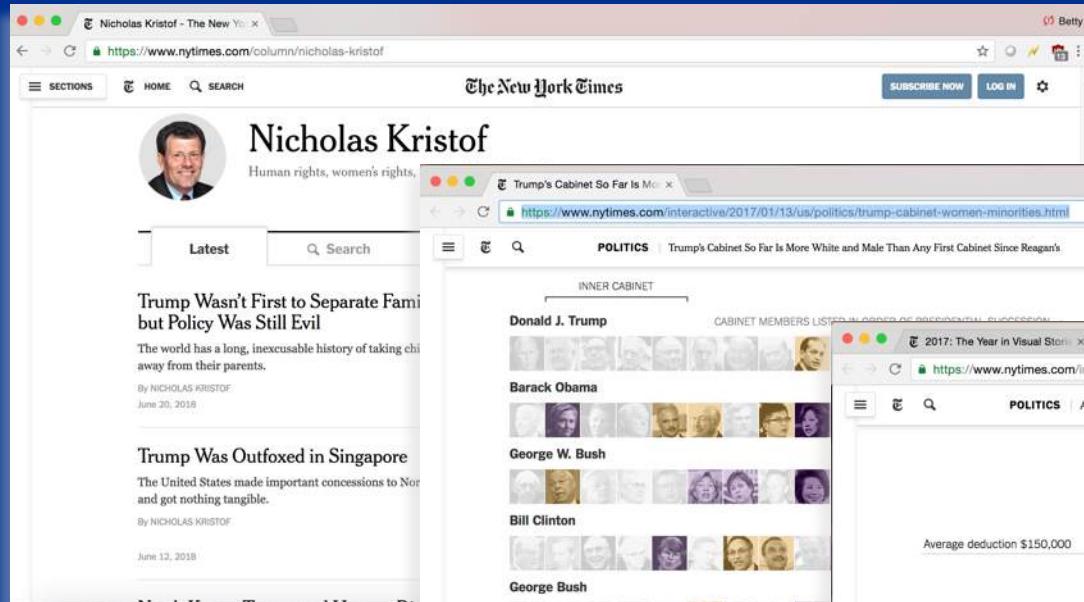 Nicholas Kristof - The New Yo
Betty
https://www.nytimes.com/column/nicholas-kristof
13
SECTIONS HOME SEARCH The New York Times SUBSCRIBE NOW LOG IN
Nicholas Kristof
Human rights, women's rights,
Latest Search
Trump Wasn't First to Separate Fami
but Policy Was Still Evil
The world has a long, inexcusable history of taking chi
away from their parents.
By NICHOLAS KRISTOF
June 20, 2018
Trump Was Outfoxed in Singapore
The United States made important concessions to Nor
and got nothing tangible.
By NICHOLAS KRISTOF
June 12, 2018
Trump's Cabinet So Far Is Mo
https://www.nytimes.com/interactive/2017/01/13/us/politics/trump-cabinet-women-minorities.html
POLITICS Trump's Cabinet So Far Is More White and Male Than Any First Cabinet Since Reagan's
INNER CABINET
Donald J. Trump CABINET MEMBERS LISTED IN ORDER OF PRESIDENTIAL SUCCESSION
Barack Obama
George W. Bush
Bill Clinton
George Bush
2017: The Year in Visual Storie
https://www.nytimes.com/i
POLITICS A
Average deduction $150,000